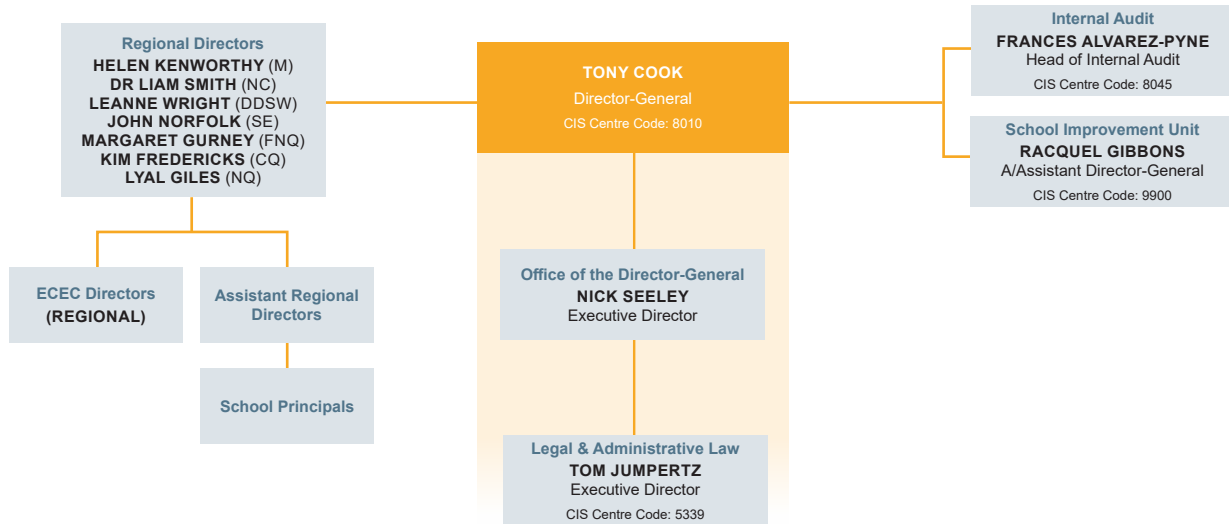 Regional Directors
HELEN KENWORTHY (M)
DR LIAM SMITH (NC)
LEANNE WRIGHT (DDSW)
JOHN NORFOLK (SE)
MARGARET GURNEY (FNQ)
KIM FREDERICKS (CQ)
LYAL GILES (NQ)
ECEC Directors
(REGIONAL)
Assistant Regional
Directors
School Principals
TONY COOK
Director-General
CIS Centre Code: 8010
Office of the Director-General
NICK SEELEY
Executive Director
Legal & Administrative Law
TOM JUMPERTZ
Executive Director
CIS Centre Code: 5339
Internal Audit
FRANCES ALVAREZ-PYNE
Head of Internal Audit
CIS Centre Code: 8045
School Improvement Unit
RACQUEL GIBBONS
A/Assistant Director-General
CIS Centre Code: 9900